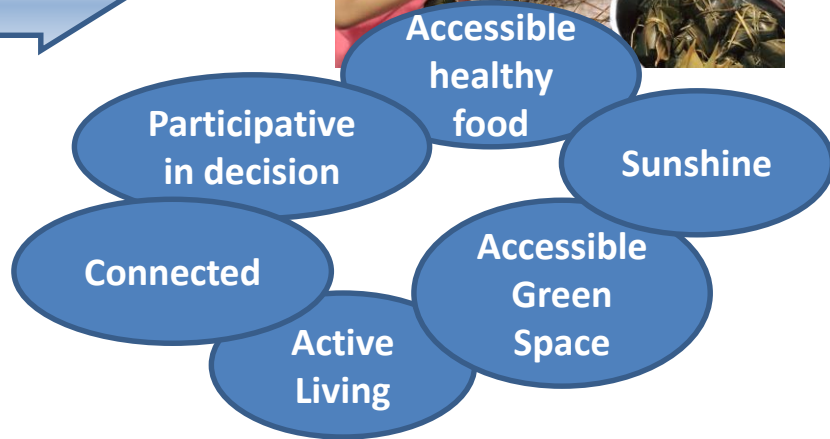 Accessible
healthy
food
Participative
in decision
Sunshine
Connected
Accessible
Green
Space
Active
Living